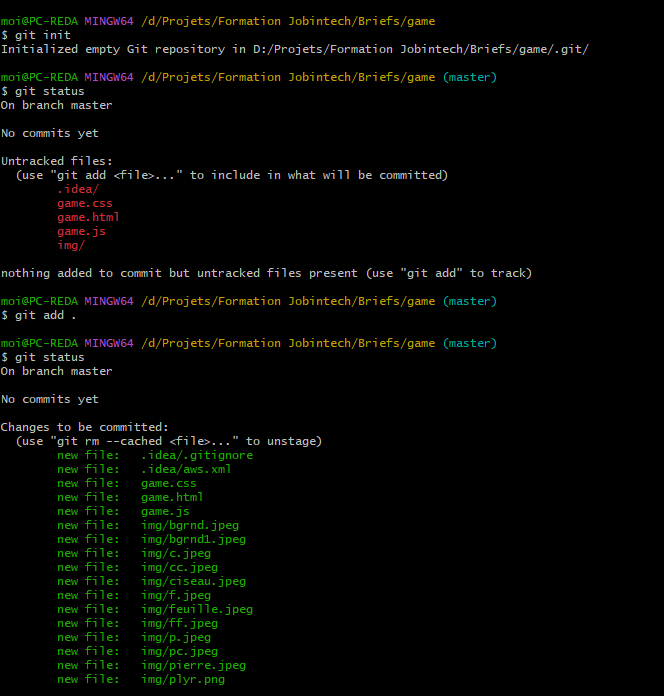 moi@PC-REDA MINGW64 /d/Projets/Formation Jobintech/Briefs/game
$ git init
Initialized empty Git repository in D:/Projets/Formation Jobintech/Briefs/game/.git/

moi@PC-REDA MINGW64 /d/Projets/Formation Jobintech/Briefs/game (master)
$ git status
On branch master

No commits yet

Untracked files:
  (use "git add <file>..." to include in what will be committed)
        .idea/
        game.css
        game.html
        game.js
        img/

nothing added to commit but untracked files present (use "git add" to track)

moi@PC-REDA MINGW64 /d/Projets/Formation Jobintech/Briefs/game (master)
$ git add .

moi@PC-REDA MINGW64 /d/Projets/Formation Jobintech/Briefs/game (master)
$ git status
On branch master

No commits yet

Changes to be committed:
  (use "git rm --cached <file>..." to unstage)
        new file:   .idea/.gitignore
        new file:   .idea/aws.xml
        new file:   game.css
        new file:   game.html
        new file:   game.js
        new file:   img/bgrnd.jpeg
        new file:   img/bgrnd1.jpeg
        new file:   img/c.jpeg
        new file:   img/cc.jpeg
        new file:   img/ciseau.jpeg
        new file:   img/f.jpeg
        new file:   img/feuille.jpeg
        new file:   img/ff.jpeg
        new file:   img/p.jpeg
        new file:   img/pc.jpeg
        new file:   img/pierre.jpeg
        new file:   img/plyr.png